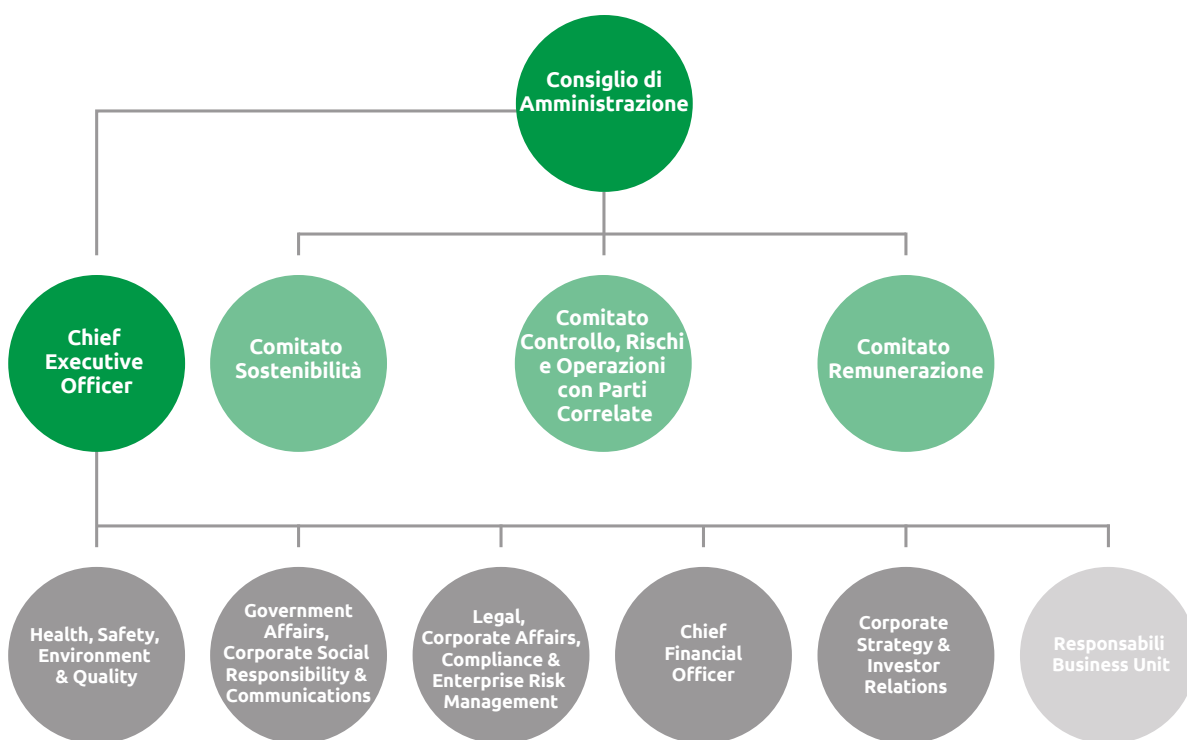 Consiglio di
Amministrazione
Chief
Executive
Officer
Comitato
Sostenibilità
Comitato
Controllo, Rischi
e Operazioni
con Parti
Correlate
Comitato
Remunerazione
Health, Safety,
Environment
& Quality
Government
Affairs,
Corporate Social
Responsibility &
Communications
Legal,
Corporate Affairs,
Compliance &
Enterprise Risk
Management
Chief
Financial
Officer
Corporate
Strategy &
Investor
Relations
Responsabili
Business Unit